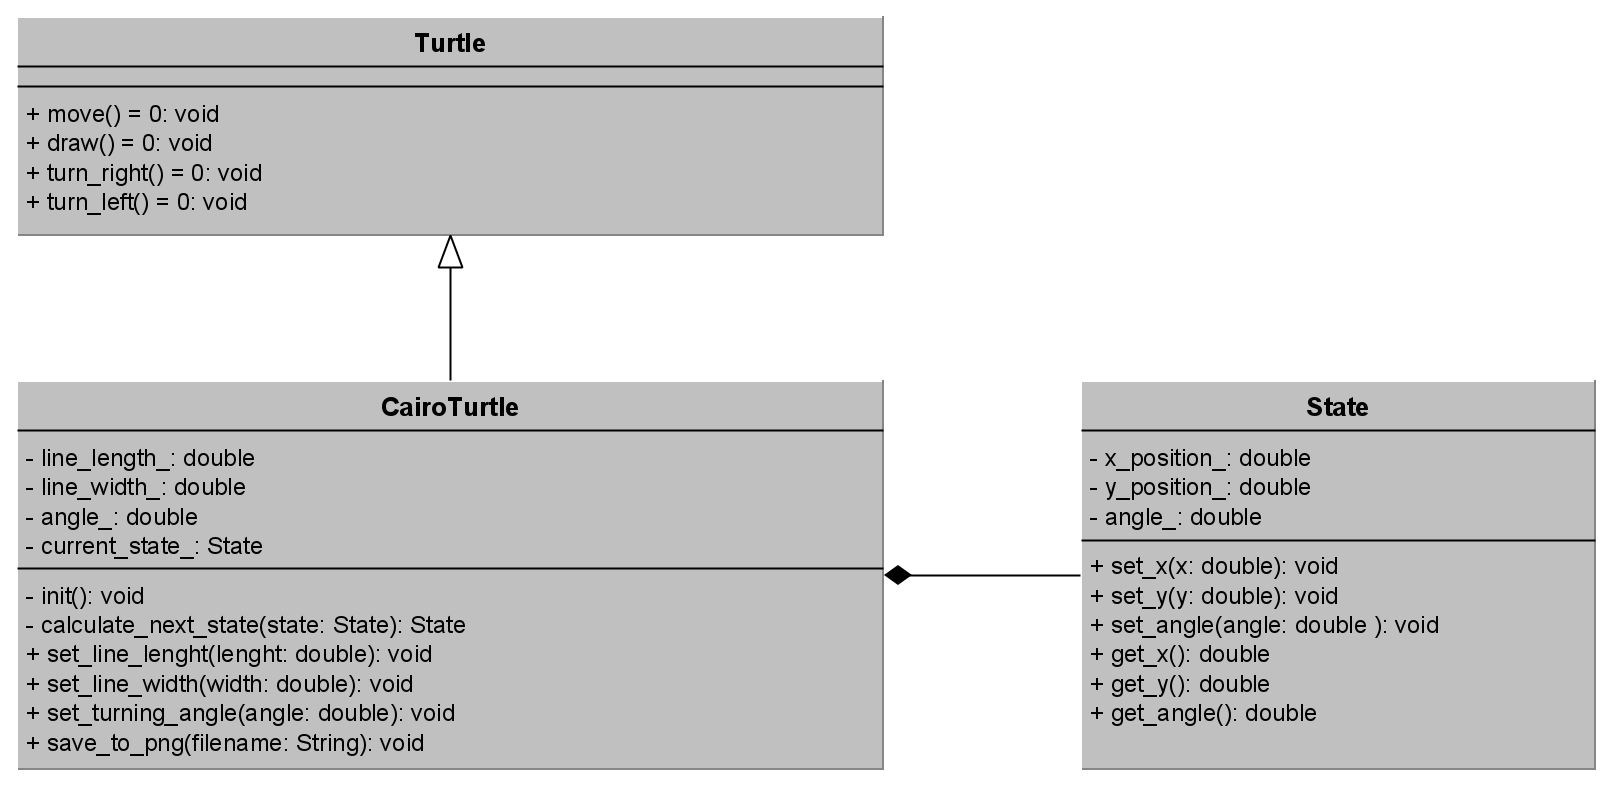 Turtle
+ move() = 0: void
+ draw() = 0: void
+ turn_right() = 0: void
+ turn_left() = 0: void
CairoTurtle
- line_length_: double
- line_width_: double
- angle_: double
- current_state_: State
- init(): void
- calculate_next_state(state: State): State
+ set_line_lenght(lenght: double): void
+ set_line_width(width: double): void
+ set_turning_angle(angle: double): void
+ save_to_png(filename: String): void
State
- x_position_: double
- y_position_: double
- angle_: double
+ set_x(x: double): void
+ set_y(y: double): void
+ set_angle(angle: double ): void
+ get_x(): double
+ get_y(): double
+ get_angle(): double